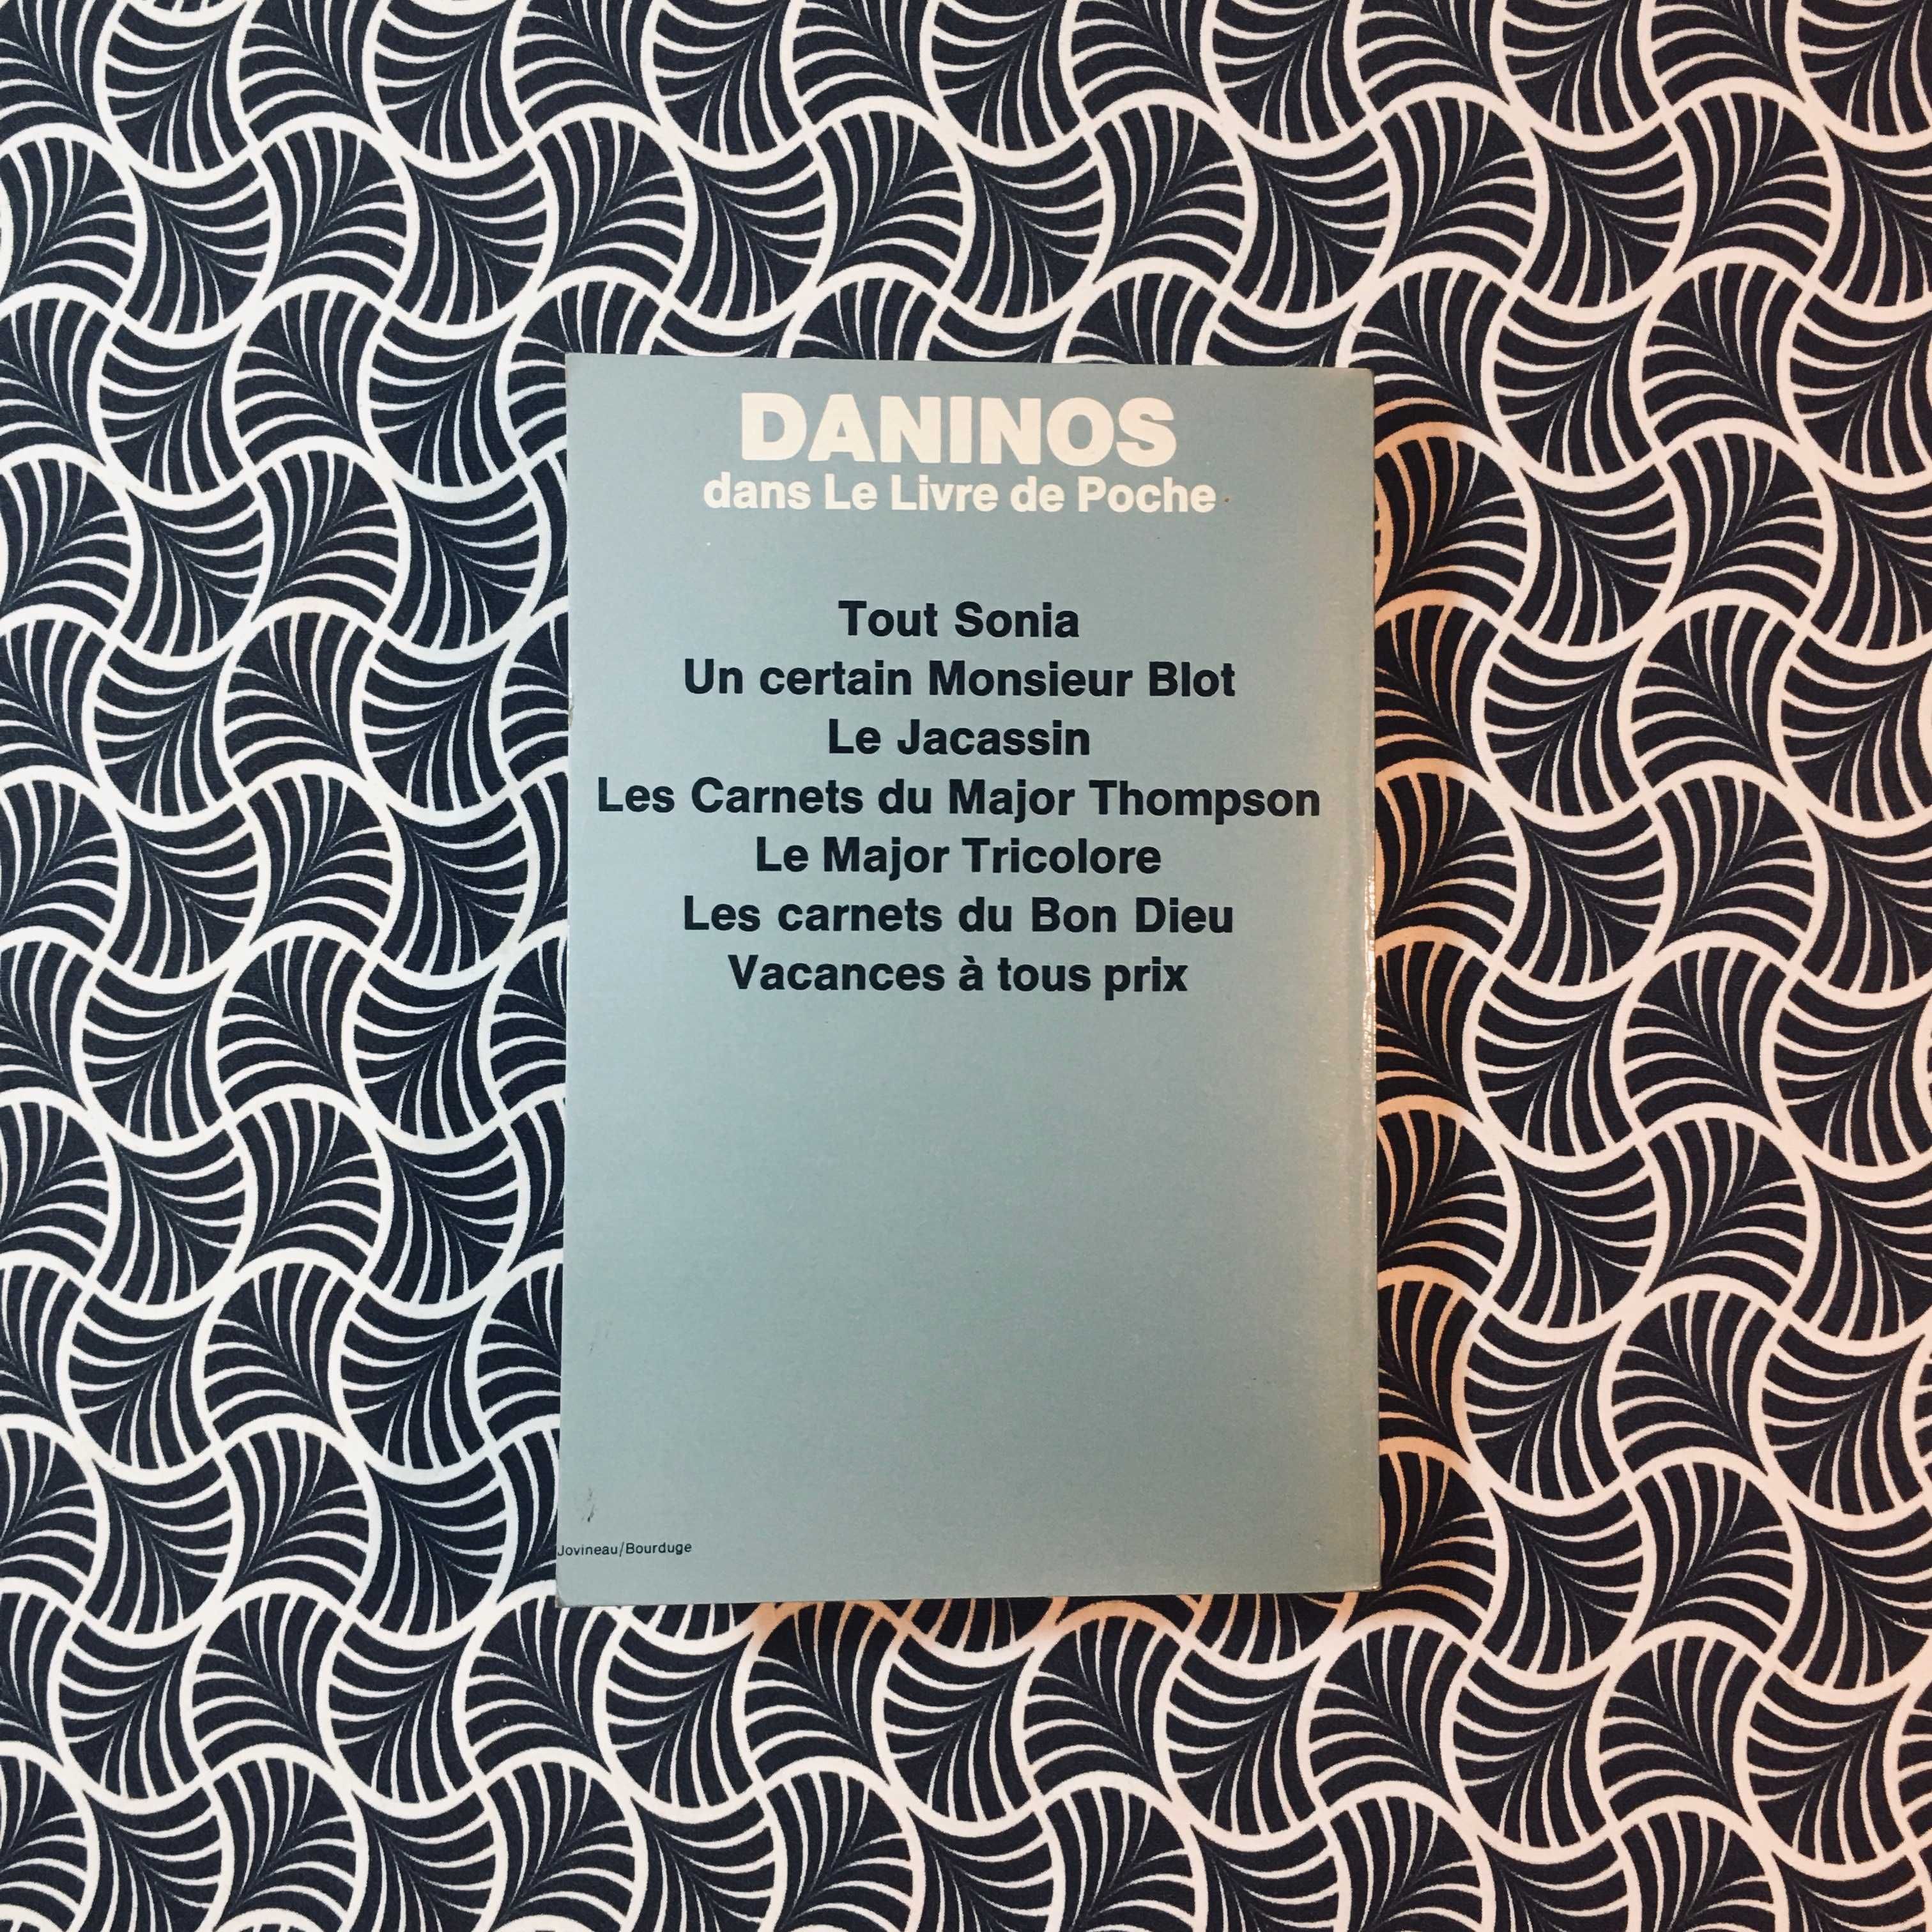 DANINOS
dans Le Livre de Poche
Tout Sonia
Un certain Monsieur Blot
Le Jacassin
Les Carnets du Major Thompson
Le Major Tricolore
Les carnets du Bon Dieu
Vacances à tous prix
Jovineau/Bourduge